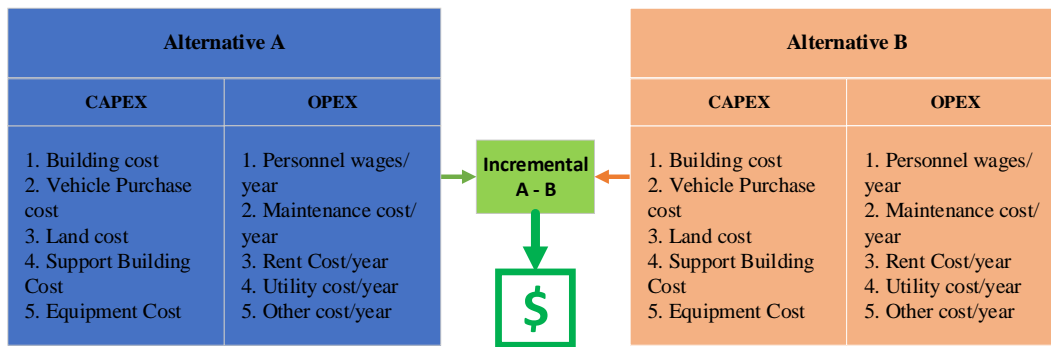 Alternative A
CAPEX
OPEX
1. Building cost
2. Vehicle Purchase
cost
3. Land cost
4. Support Building
Cost
5. Equipment Cost
1. Personnel wages/
year
2. Maintenance cost/
year
3. Rent Cost/year
4. Utility cost/year
5. Other cost/year
Incremental
A - B
$
Alternative B
CAPEX
OPEX
1. Building cost
2. Vehicle Purchase
cost
3. Land cost
4. Support Building
Cost
5. Equipment Cost
1. Personnel wages/
year
2. Maintenance cost/
year
3. Rent Cost/year
4. Utility cost/year
5. Other cost/year